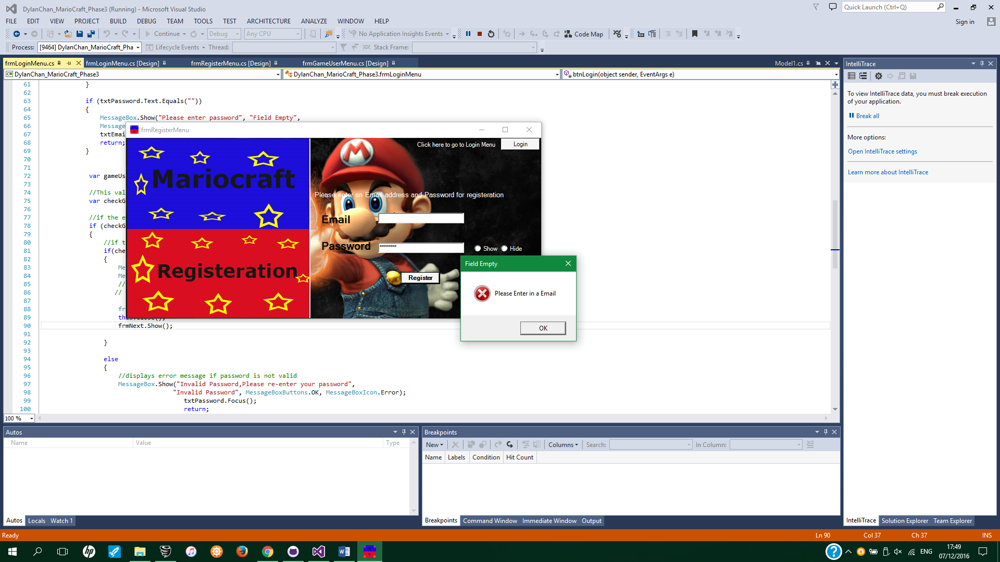 DylanChan_MarioCraft_Phase3 (Running) - Microsoft Visual Studio
Quick Launch (Ctrl+Q)
FILE EDIT VIEW PROJECT BUILD DEBUG TEAM TOOLS TEST ARCHITECTURE ANALYZE WINDOW HELP
Sign in
Continue Debug Any CPU No Application Insights Events Code Map
Process: [9464] DylanChan_MarioCraft_Pha Lifecycle Events Thread: Stack Frame:
frmLoginMenu.cs frmLoginMenu.cs [Design] frmRegisterMenu.cs [Design] frmGameUserMenu.cs [Design] Model1.cs
C# DylanChan_MarioCraft_Phase3 DylanChan_MarioCraft_Phase3.frmLoginMenu btnLogin(object sender, EventArgs e)
61 }
62
63 if (txtPassword.Text.Equals(""))
64 {
65 MessageBox.Show("Please enter password", "Field Empty",
66 Message
67 txtEmai
68 return;
69 }
70
71
72 var gameUs
73
74 //This val
75 var checkG
76
77 //if the e
78 if (checkG
79 {
80 //if t
81 if(che
82 {
83 Me
84 Me
85 //
86 //
87
88 fr
89 this.Close();
90 frmNext.Show();
91
92 }
93
94 else
95 {
96 //displays error message if password is not valid
97 MessageBox.Show("Invalid Password,Please re-enter your password",
98 "Invalid Password", MessageBoxButtons.OK, MessageBoxIcon.Error);
99 txtPassword.Focus();
100 return;
100 %
frmRegisterMenu
Click here to go to Login Menu Login
Mariocraft
M
Please enter an Email address and Password for registeration
Email
Password ******** Show Hide
Registeration
Register
Field Empty
Please Enter in a Email
OK
IntelliTrace
To view IntelliTrace data, you must break execution
of your application.
Break all
More options:
Open IntelliTrace settings
Learn more about IntelliTrace
Autos
Name Value Type
Autos Locals Watch 1
Breakpoints
New Columns Search: In Column:
Name Labels Condition Hit Count
Breakpoints Command Window Immediate Window Output
IntelliTrace Solution Explorer Team Explorer
Ready Ln 90 Col 37 Ch 37 INS
hp
ENG
17:49
07/12/2016